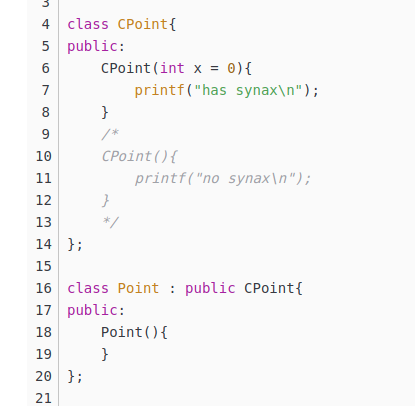 3
4 class CPoint{
5 public:
6     CPoint(int x = 0){
7         printf("has synax\n");
8     }
9     /*
10     CPoint(){
11         printf("no synax\n");
12     }
13     */
14 };
15
16 class Point : public CPoint{
17 public:
18     Point(){
19     }
20 };
21